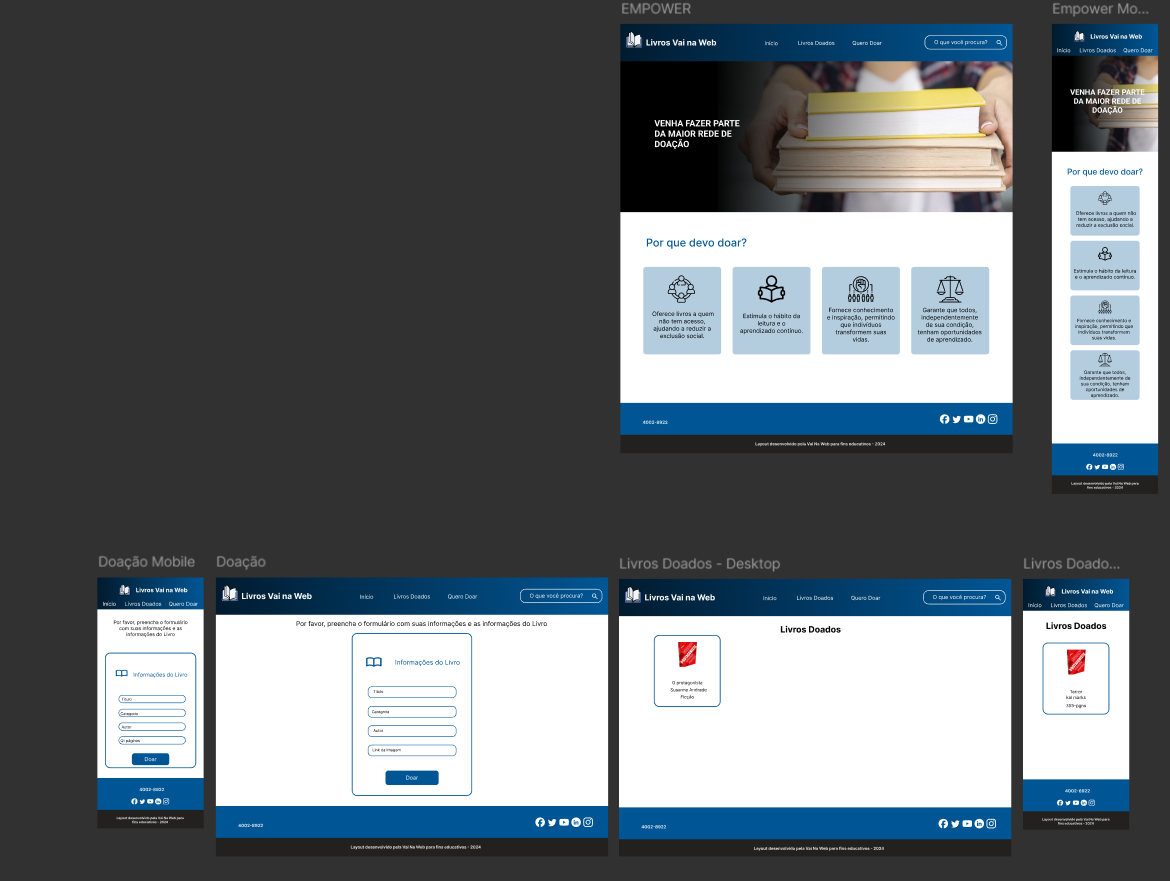 EMPOWER
Livros Vai na Web
Início
Livros Doados
Quero Doar
O que você procura?
VENHA FAZER PARTE
DA MAIOR REDE DE
DOAÇÃO
Por que devo doar?
Oferece livros a quem
não tem acesso,
ajudando a reduzir a
exclusão social.
Estimula o hábito da
leitura e o
aprendizado contínuo.
Fornece conhecimento
e inspiração, permitindo
que indivíduos
transformem suas
vidas.
Garante que todos,
independentemente
de sua condição,
tenham oportunidades
de aprendizado.
4002-8922
Layout desenvolvido pela Vai Na Web para fins educativos - 2024
Empower Mo...
Livros Vai na Web
Início
Livros Doados
Quero Doar
VENHA FAZER PARTE
DA MAIOR REDE DE
DOAÇÃO
Por que devo doar?
Oferece livros a quem não
tem acesso, ajudando a
reduzir a exclusão social.
Estimula o hábito da leitura
e o aprendizado contínuo.
Fornece conhecimento e
inspiração, permitindo que
indivíduos transformem
suas vidas.
Garante que todos,
independentemente de
sua condição, tenham
oportunidades de
aprendizado.
4002-8922
Layout desenvolvido pela Vai Na Web para
fins educativos - 2024
Doação Mobile
Livros Vai na Web
Início
Livros Doados
Quero Doar
Por favor, preencha o formulário
com suas informações e as
informações do Livro
Informações do Livro
Título
Categoria
Autor
Doar
4002-8922
Layout desenvolvido pela Vai Na Web para
fins educativos - 2024
Doação
Livros Vai na Web
Início
Livros Doados
Quero Doar
O que você procura?
Por favor, preencha o formulário com suas informações e as informações do Livro
Informações do Livro
Título
Categoria
Autor
Link da Imagem
Doar
4002-8922
Layout desenvolvido pela Vai Na Web para fins educativos - 2024
Livros Doados - Desktop
Livros Vai na Web
Início
Livros Doados
Quero Doar
O que você procura?
Livros Doados
O protagonista
Susanne Andrade
Ficção
4002-8922
Layout desenvolvido pela Vai Na Web para fins educativos - 2024
Livros Doado...
Livros Vai na Web
Início
Livros Doados
Quero Doar
Livros Doados
Terror
4002-8922
Layout desenvolvido pela Vai Na Web para
fins educativos - 2024